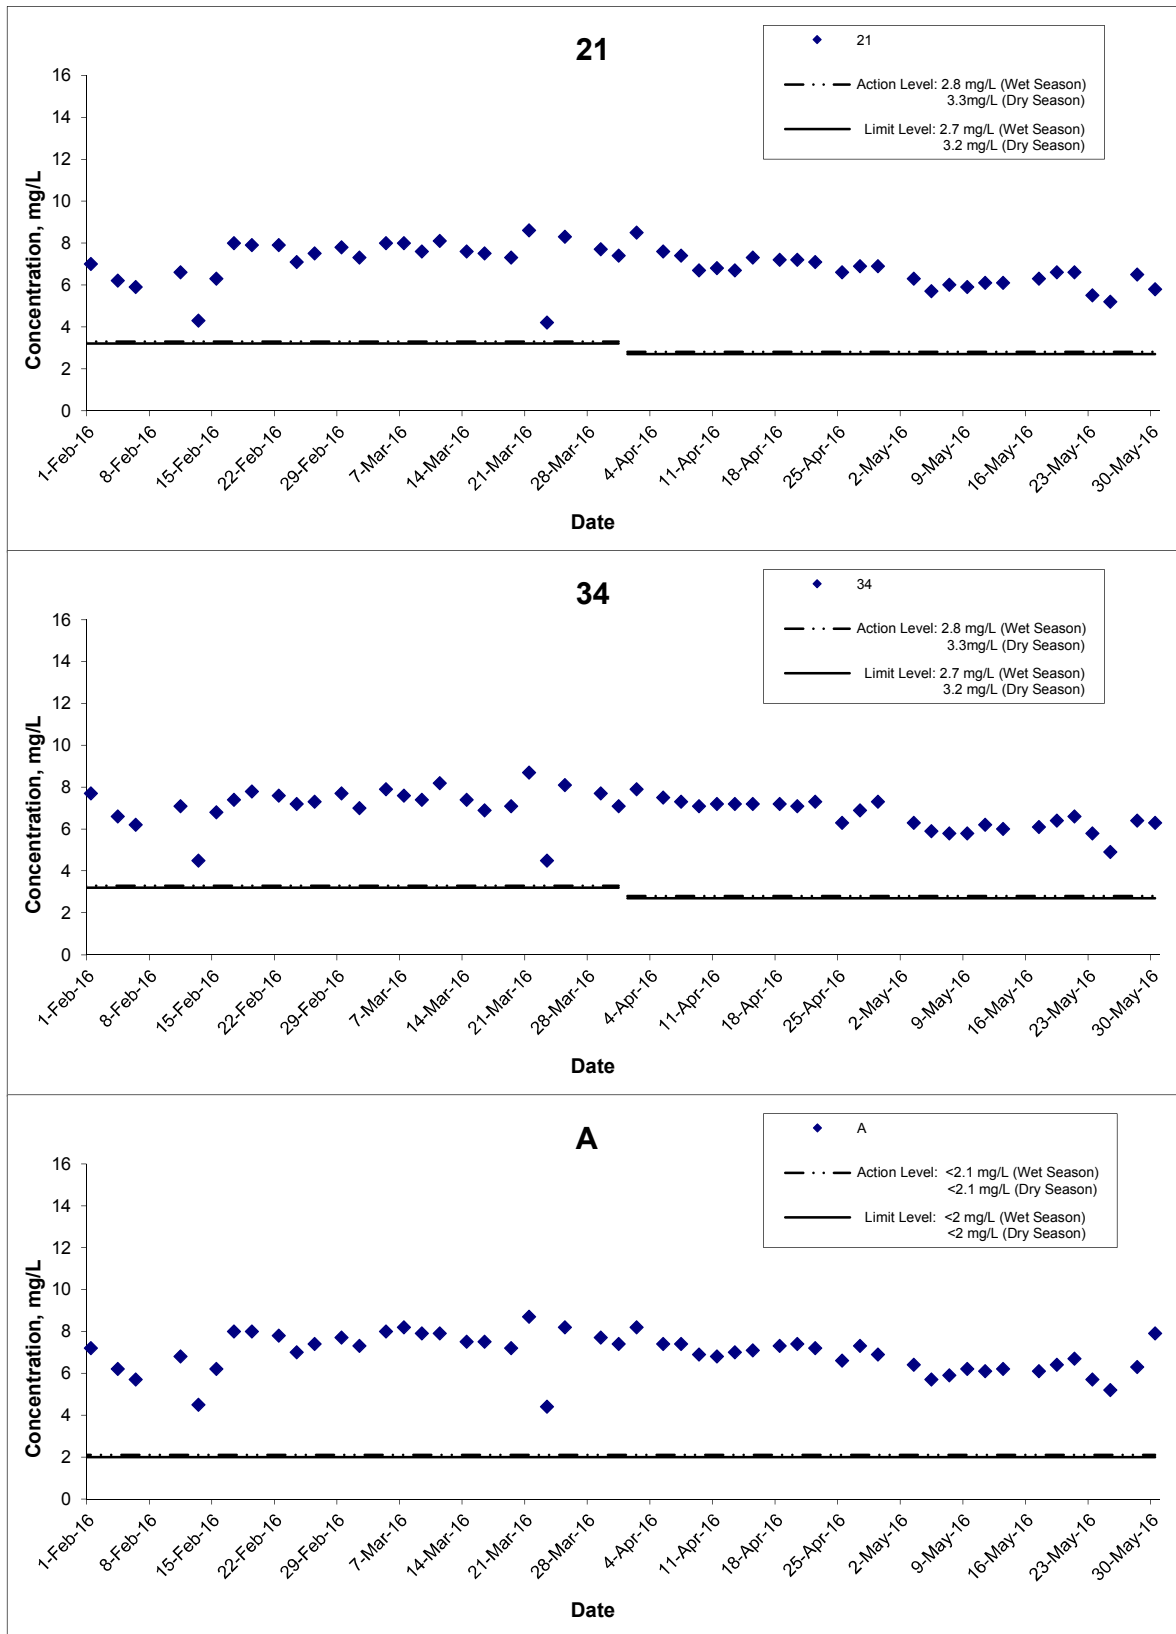 21
21
Action Level: 2.8 mg/L (Wet Season)
3.3mg/L (Dry Season)
Limit Level: 2.7 mg/L (Wet Season)
3.2 mg/L (Dry Season)
Concentration, mg/L
16
14
12
10
8
6
4
2
0
1-Feb-16
8-Feb-16
15-Feb-16
22-Feb-16
29-Feb-16
7-Mar-16
14-Mar-16
21-Mar-16
28-Mar-16
4-Apr-16
11-Apr-16
18-Apr-16
25-Apr-16
2-May-16
9-May-16
16-May-16
23-May-16
30-May-16
Date
34
34
Action Level: 2.8 mg/L (Wet Season)
3.3mg/L (Dry Season)
Limit Level: 2.7 mg/L (Wet Season)
3.2 mg/L (Dry Season)
Concentration, mg/L
16
14
12
10
8
6
4
2
0
1-Feb-16
8-Feb-16
15-Feb-16
22-Feb-16
29-Feb-16
7-Mar-16
14-Mar-16
21-Mar-16
28-Mar-16
4-Apr-16
11-Apr-16
18-Apr-16
25-Apr-16
2-May-16
9-May-16
16-May-16
23-May-16
30-May-16
Date
A
A
Action Level: <2.1 mg/L (Wet Season)
<2.1 mg/L (Dry Season)
Limit Level: <2 mg/L (Wet Season)
<2 mg/L (Dry Season)
Concentration, mg/L
16
14
12
10
8
6
4
2
0
1-Feb-16
8-Feb-16
15-Feb-16
22-Feb-16
29-Feb-16
7-Mar-16
14-Mar-16
21-Mar-16
28-Mar-16
4-Apr-16
11-Apr-16
18-Apr-16
25-Apr-16
2-May-16
9-May-16
16-May-16
23-May-16
30-May-16
Date